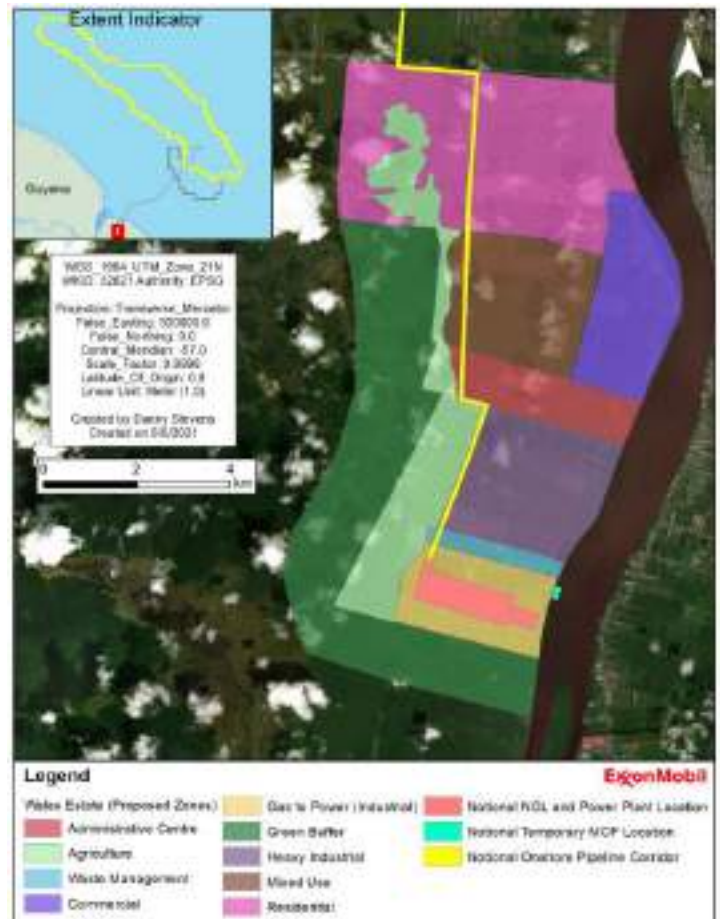 Extent Indicator
Guyana
WGS_1984_UTM_Zone_21N
WKID: 32621 Authority: EPSG
Projection: Transverse_Mercator
False_Easting: 500000.0
False_Northing: 0.0
Central_Meridian: -57.0
Scale_Factor: 0.9996
Latitude_Of_Origin: 0.0
Linear Unit: Meter (1.0)
Created by Danny Stevens
0 2 4
km
Legend
ExxonMobil
Wales Estate (Proposed Zones)
Administrative Centre
Agriculture
Waste Management
Commercial
Gas to Power (Industrial)
Green Buffer
Heavy Industrial
Mixed Use
Residential
Notional NGL and Power Plant Location
Notional Temporary MOF Location
Notional Onshore Pipeline Corridor